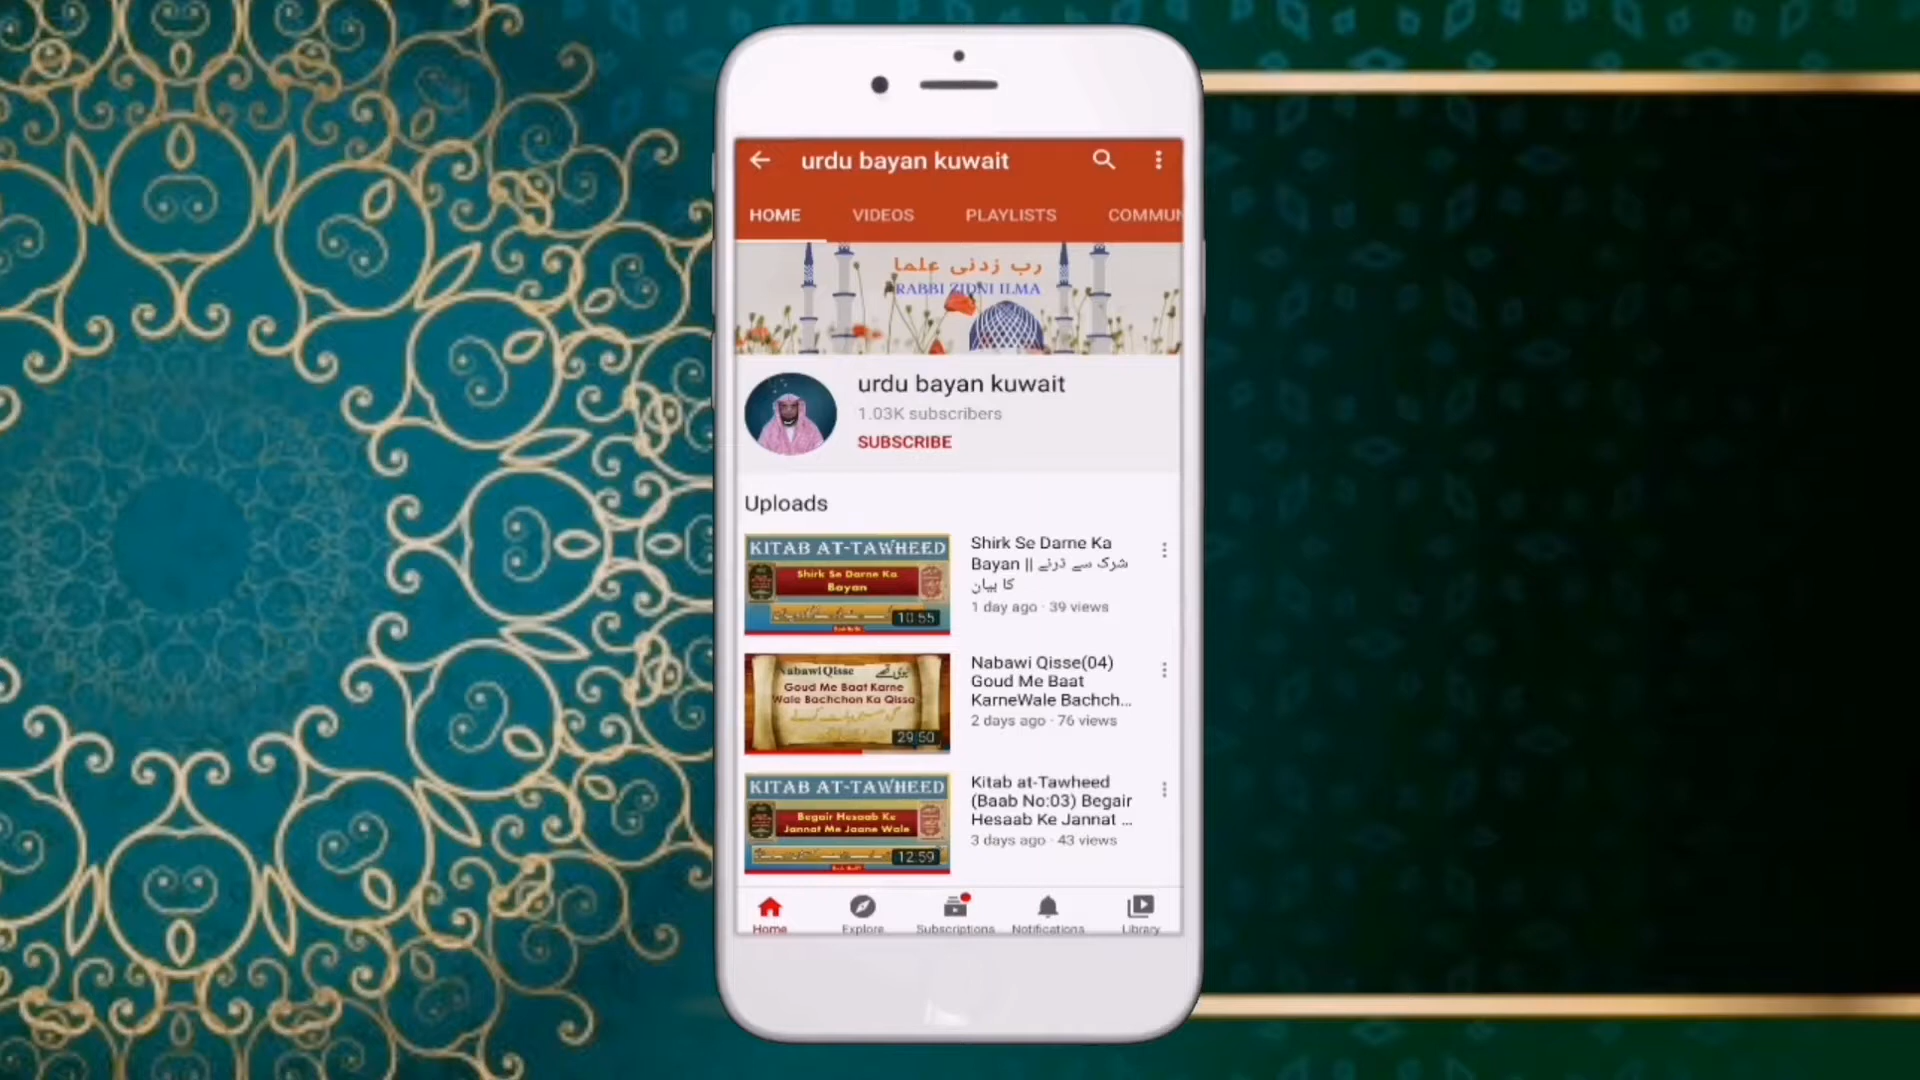 urdu bayan kuwait
HOME VIDEOS PLAYLISTS COMMUN
رب زدنی علما
RABBI ZIDNI ILMA
urdu bayan kuwait
1.03K subscribers
SUBSCRIBE
Uploads
KITAB AT-TAWHEED
Shirk Se Darne Ka
Bayan
10:55
Shirk Se Darne Ka
Bayan || شرک سے ڈرنے
کا بیان
1 day ago · 39 views
Nabawi Qisse
نبوی قصے
Goud Me Baat Karne
Wale Bachchon Ka Qissa
29:50
Nabawi Qisse(04)
Goud Me Baat
KarneWale Bachch...
2 days ago · 76 views
KITAB AT-TAWHEED
Begair Hesaab Ke
Jannat Me Jaane Wale
12:59
Kitab at-Tawheed
(Baab No:03) Begair
Hesaab Ke Jannat ...
3 days ago · 43 views
Home Explore Subscriptions Notifications Library